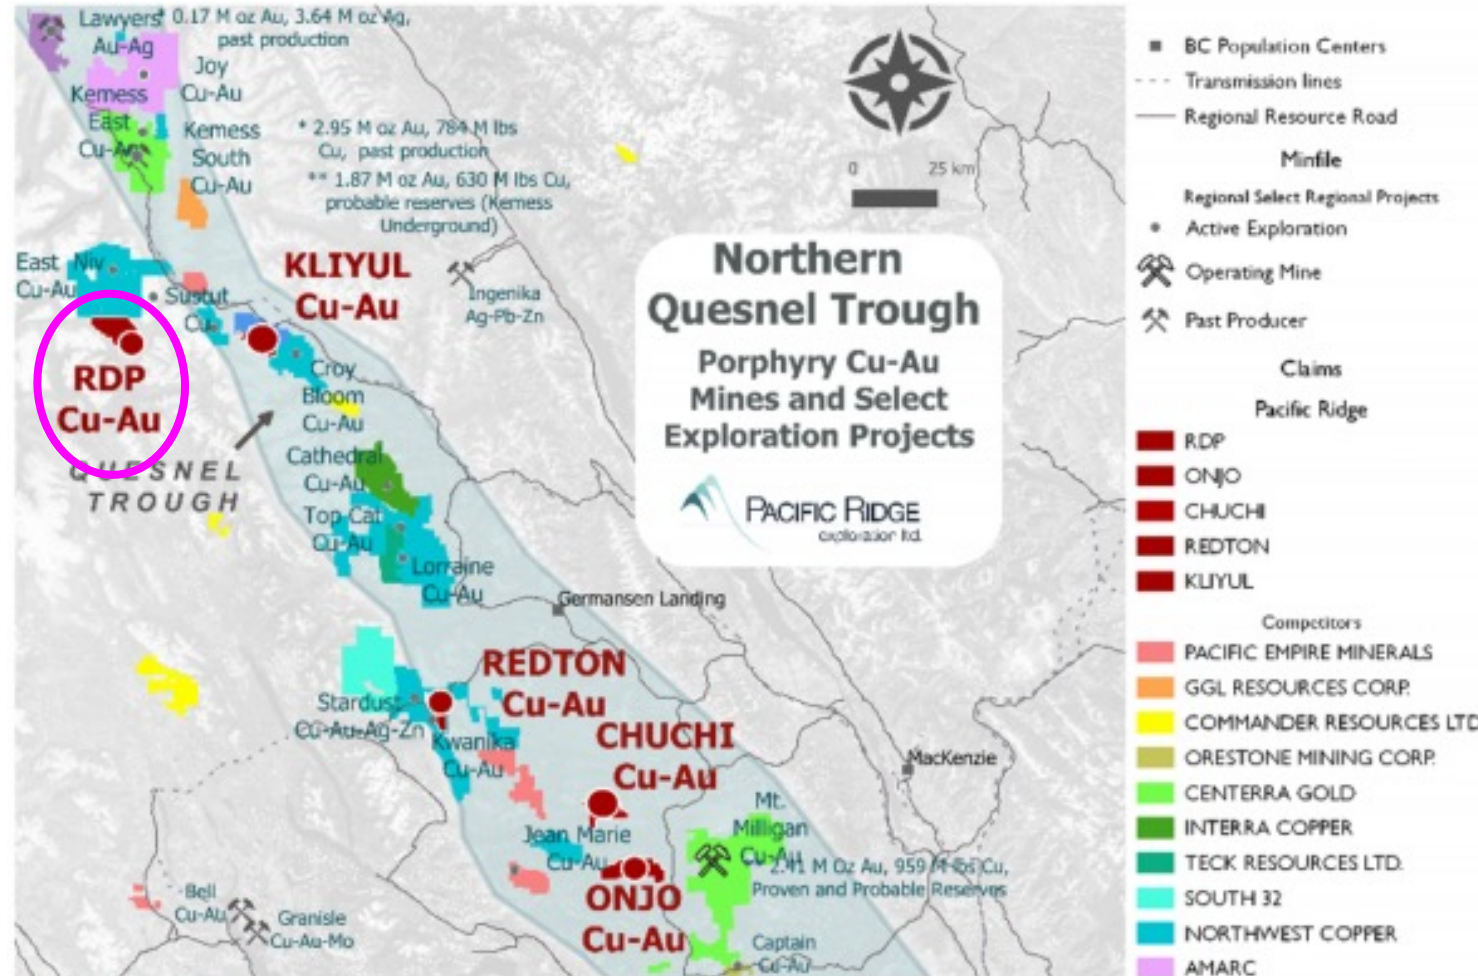 Lawyers
Au-Ag
* 0.17 M oz Au, 3.64 M oz Ag,
past production
Joy
Cu-Au
Kemess
East
Cu-Au
Kemess
South
Cu-Au
* 2.95 M oz Au, 784 M lbs
Cu, past production
** 1.87 M oz Au, 630 M lbs Cu,
probable reserves (Kemess
Underground)
East Niv
Cu-Au
Sustut
Cu
KLIYUL
Cu-Au
Ingenika
Ag-Pb-Zn
RDP
Cu-Au
Croy
Bloom
Cu-Au
QUESNEL
TROUGH
Cathedral
Cu-Au
Top Cat
Cu-Au
Lorraine
Cu-Au
Germansen Landing
REDTON
Cu-Au
Stardust
Cu-Au-Ag-Zn
Kwanika
Cu-Au
CHUCHI
Cu-Au
MacKenzie
Jean Marie
Cu-Au
Mt.
Milligan
Cu-Au
2.41 M Oz Au, 959 M lbs Cu,
Proven and Probable Reserves
ONJO
Cu-Au
Bell
Cu-Au
Granisle
Cu-Au-Mo
Captain
Cu-Au
0 25 km
Northern
Quesnel Trough
Porphyry Cu-Au
Mines and Select
Exploration Projects
PACIFIC RIDGE
exploration ltd.
BC Population Centers
Transmission lines
Regional Resource Road
Minfile
Regional Select Regional Projects
Active Exploration
Operating Mine
Past Producer
Claims
Pacific Ridge
RDP
ONJO
CHUCHI
REDTON
KLIYUL
Competitors
PACIFIC EMPIRE MINERALS
GGL RESOURCES CORP.
COMMANDER RESOURCES LTD
ORESTONE MINING CORP.
CENTERRA GOLD
INTERRA COPPER
TECK RESOURCES LTD.
SOUTH 32
NORTHWEST COPPER
AMARC